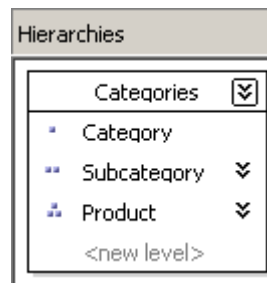 Hierarchies
Categories
Category
Subcategory
Product
<new level>